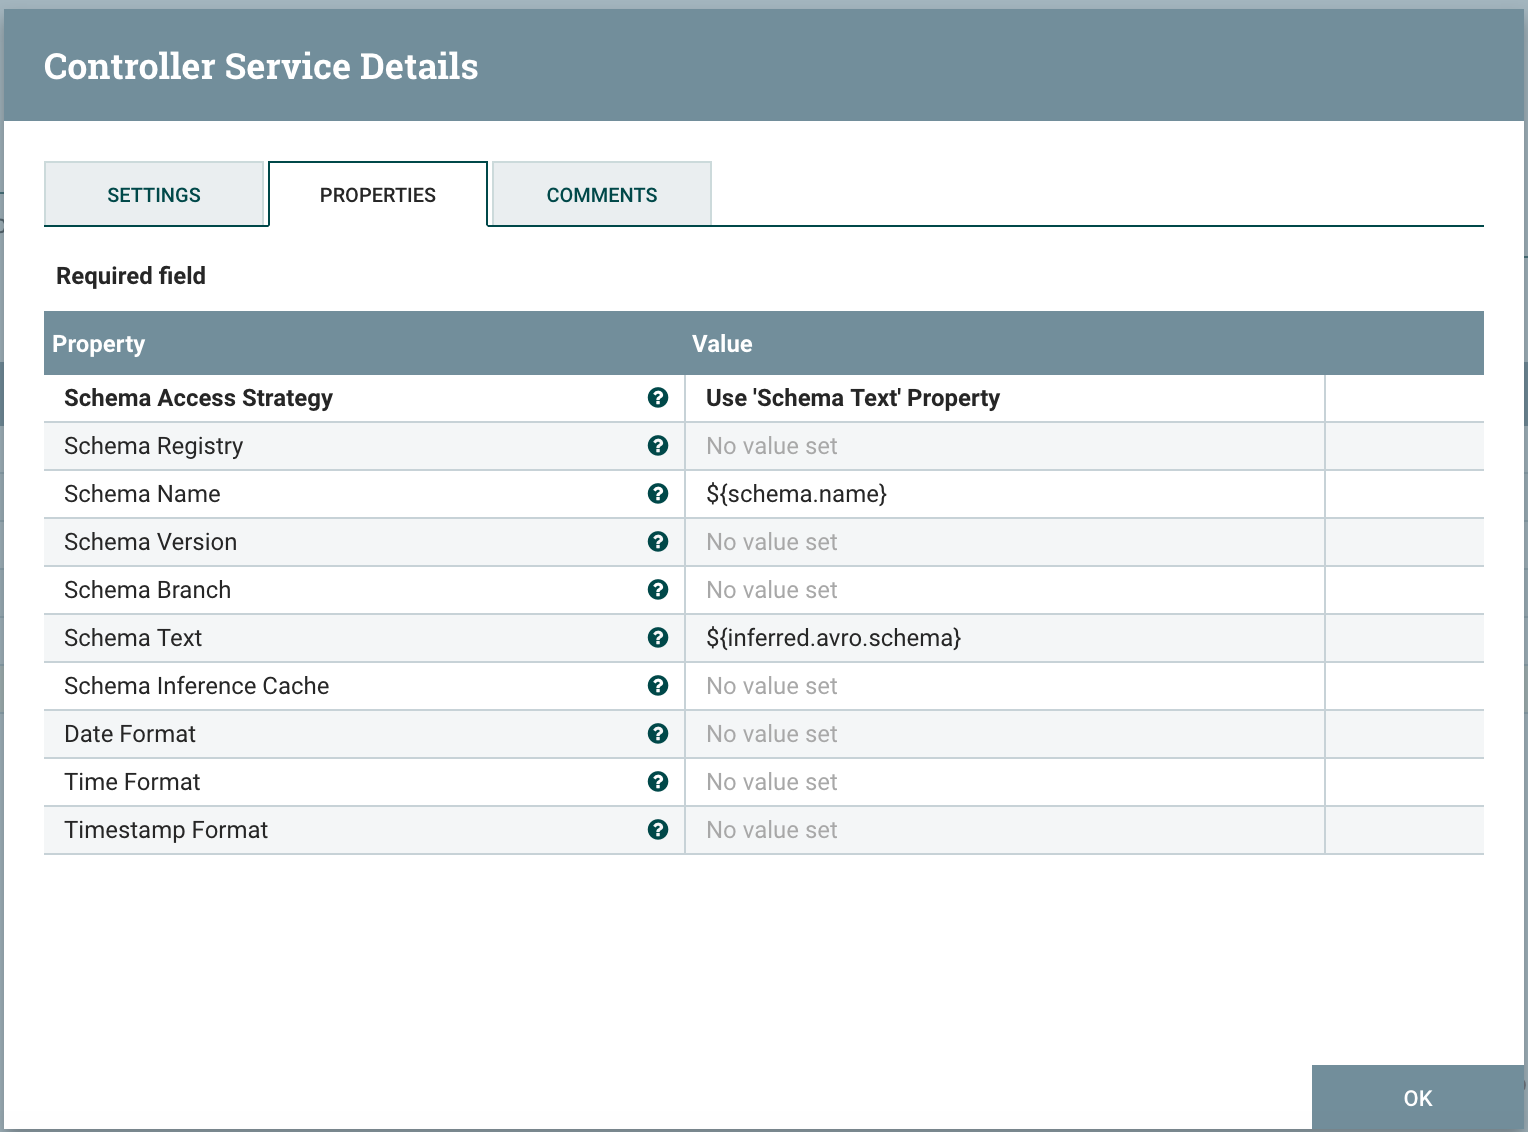 Controller Service Details
SETTINGS PROPERTIES COMMENTS
Required field
Property Value
Schema Access Strategy ? Use 'Schema Text' Property
Schema Registry ? No value set
Schema Name ? ${schema.name}
Schema Version ? No value set
Schema Branch ? No value set
Schema Text ? ${inferred.avro.schema}
Schema Inference Cache ? No value set
Date Format ? No value set
Time Format ? No value set
Timestamp Format ? No value set
OK